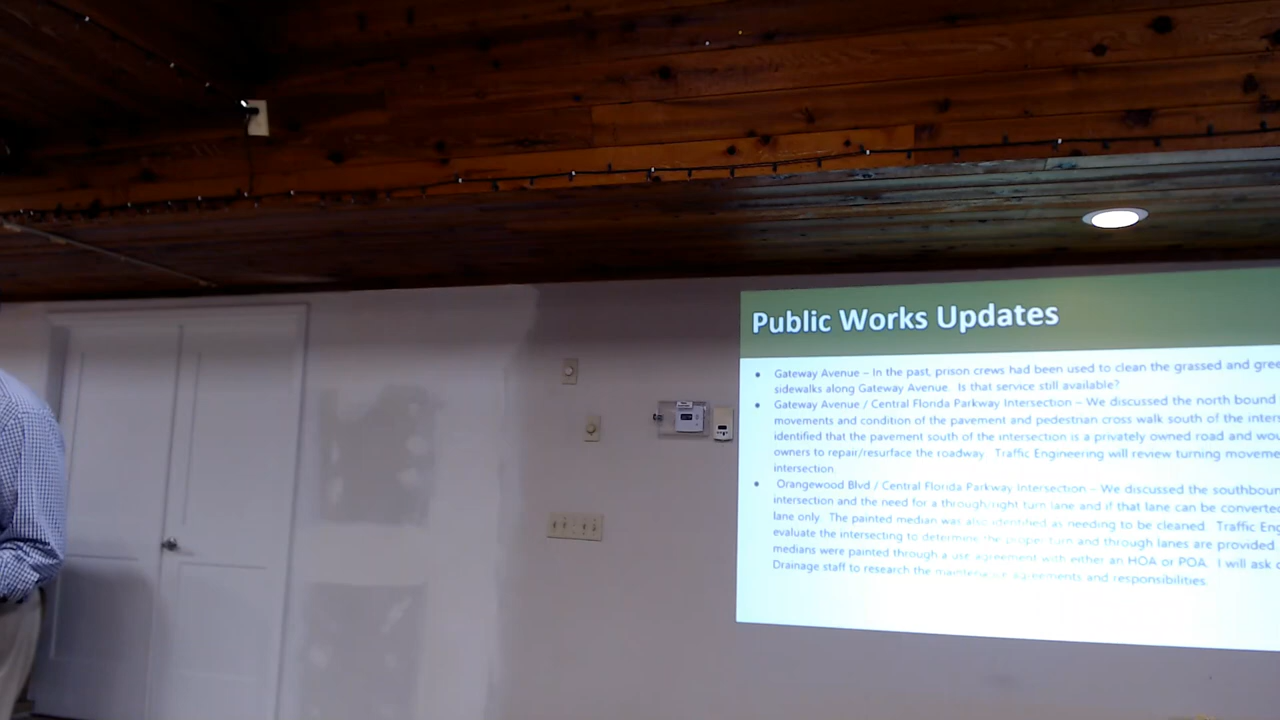 Public Works Updates
• Gateway Avenue – In the past, prison crews had been used to clean the grassed and
sidewalks along Gateway Avenue. Is that service still available?
• Gateway Avenue / Central Florida Parkway Intersection – We discussed the north bound
movements and condition of the pavement and pedestrian cross walk south of the
identified that the pavement south of the intersection is a privately owned road and
owners to repair/resurface the roadway. Traffic Engineering will review turning
intersection.
• Orangewood Blvd / Central Florida Parkway Intersection – We discussed the
intersection and the need for a through/right turn lane and if that lane can be converted
lane only. The painted median was also identified as needing to be cleaned. Traffic
evaluate the intersecting to determine the proper turn and through lanes are provided.
medians were painted through a use agreement with either an HOA or POA. I will ask
Drainage staff to research the maintenance agreements and responsibilities.